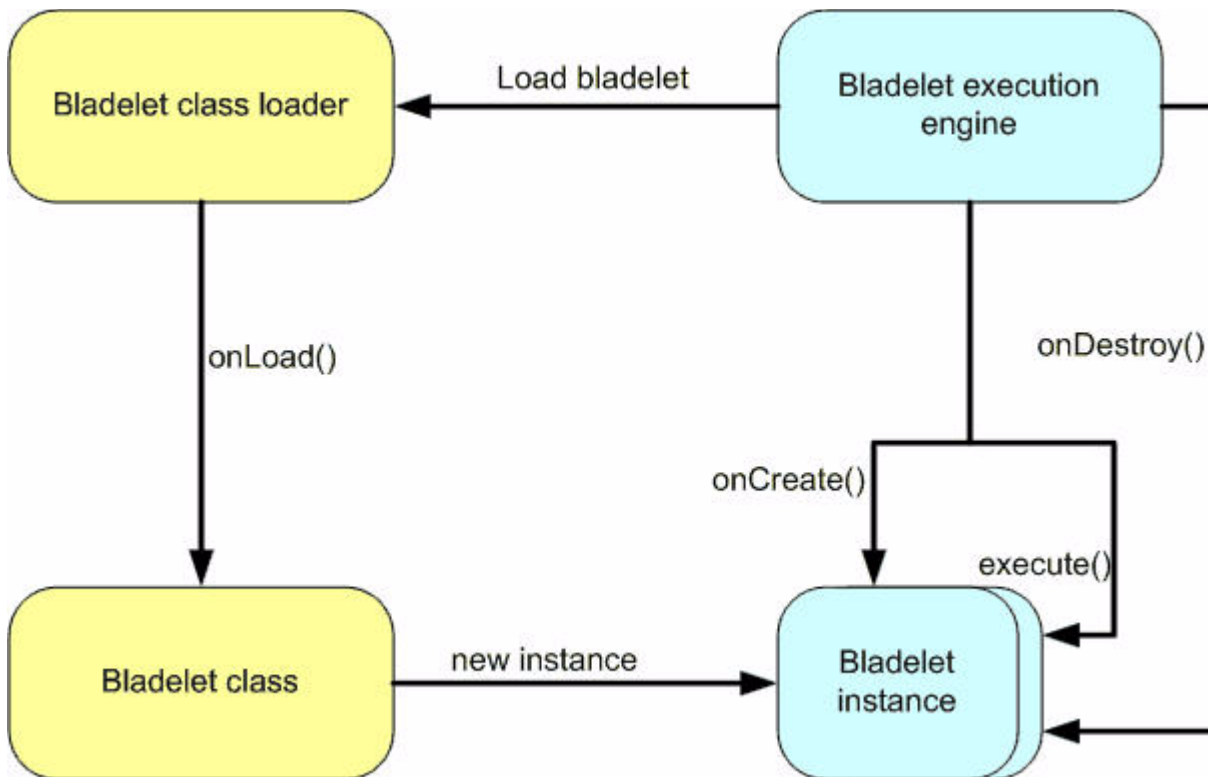 Bladelet class loader
Load bladelet
Bladelet execution
engine
onLoad()
onDestroy()
onCreate()
execute()
Bladelet class
new instance
Bladelet
instance